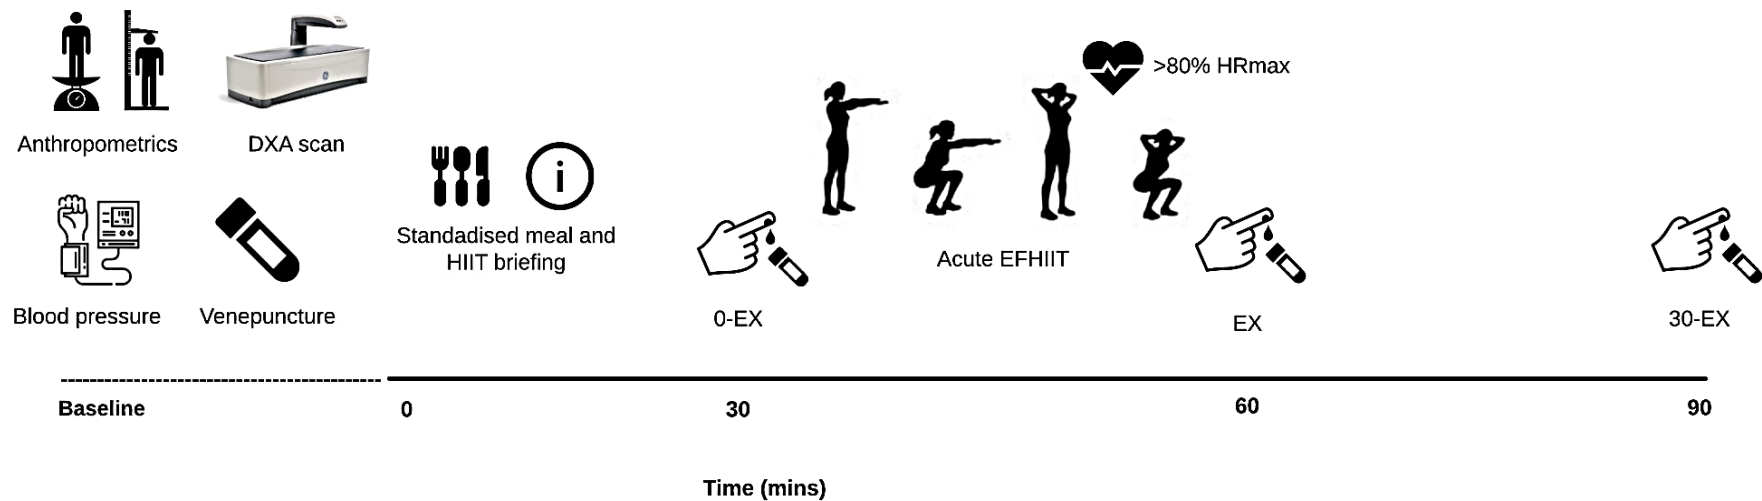 >80% HRmax
Anthropometrics
DXA scan
i
Standadised meal and
HIIT briefing
Acute EFHIIT
Blood pressure
Venepuncture
0-EX
EX
30-EX
Baseline
0
30
60
90
Time (mins)